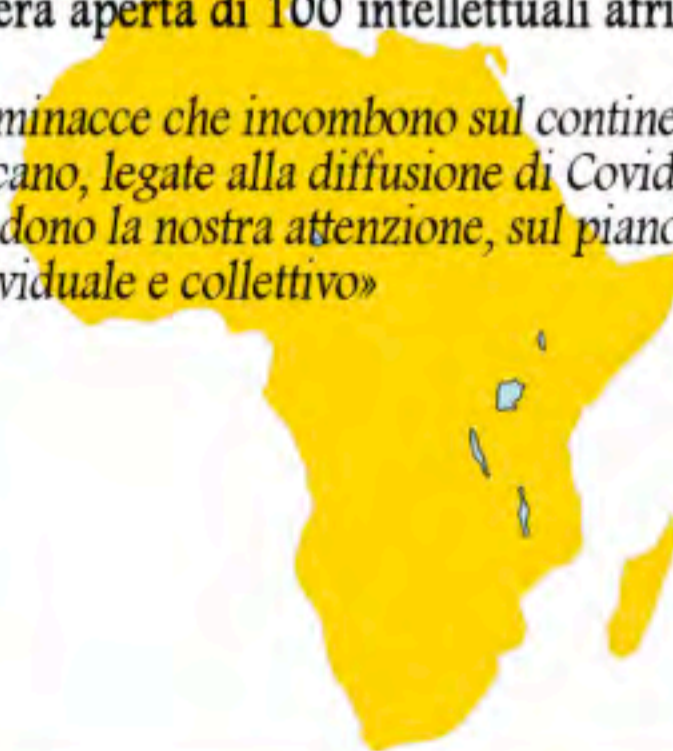 era aperta di 100 intellettuali afri
minacce che incombono sul contine
cano, legate alla diffusione di Covid
dono la nostra attenzione, sul piano
viduale e collettivo»